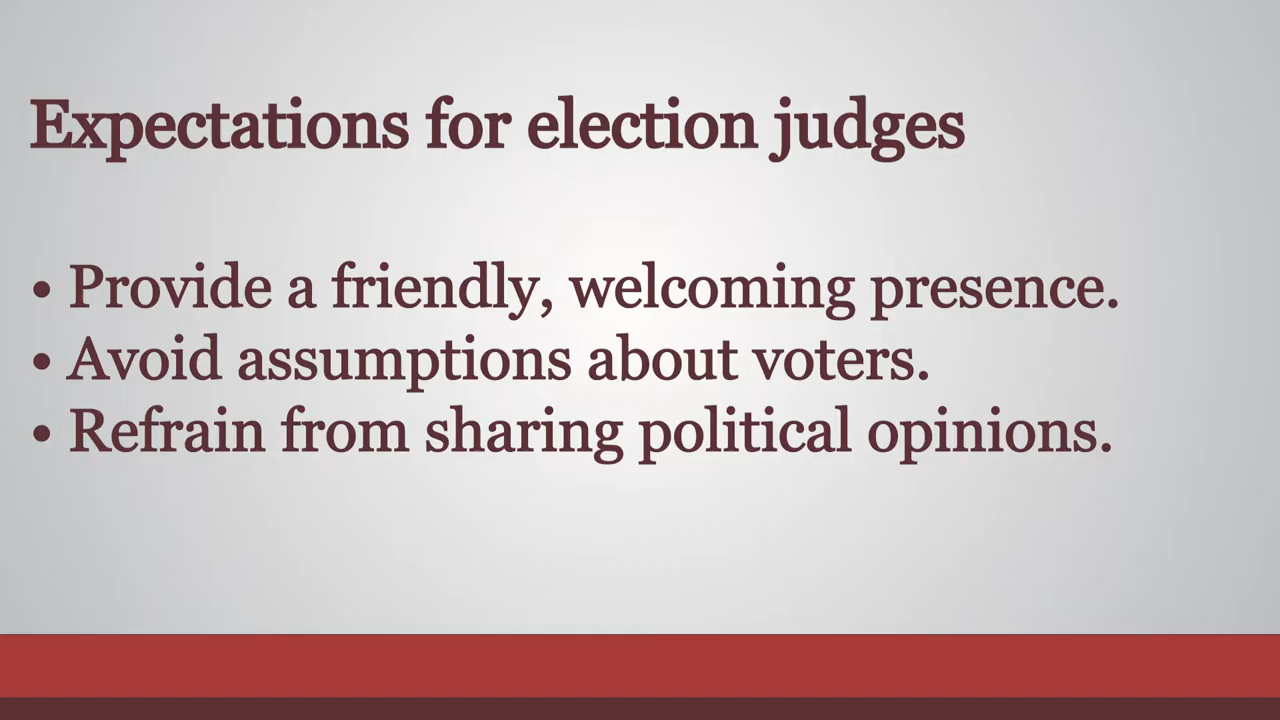 Expectations for election judges
• Provide a friendly, welcoming presence.
• Avoid assumptions about voters.
• Refrain from sharing political opinions.